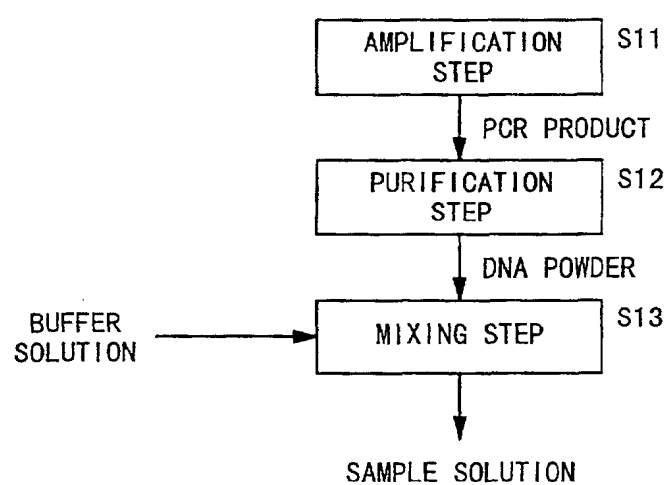 AMPLIFICATION
STEP
S11
PCR PRODUCT
PURIFICATION
STEP
S12
DNA POWDER
BUFFER
SOLUTION
MIXING STEP
S13
SAMPLE SOLUTION